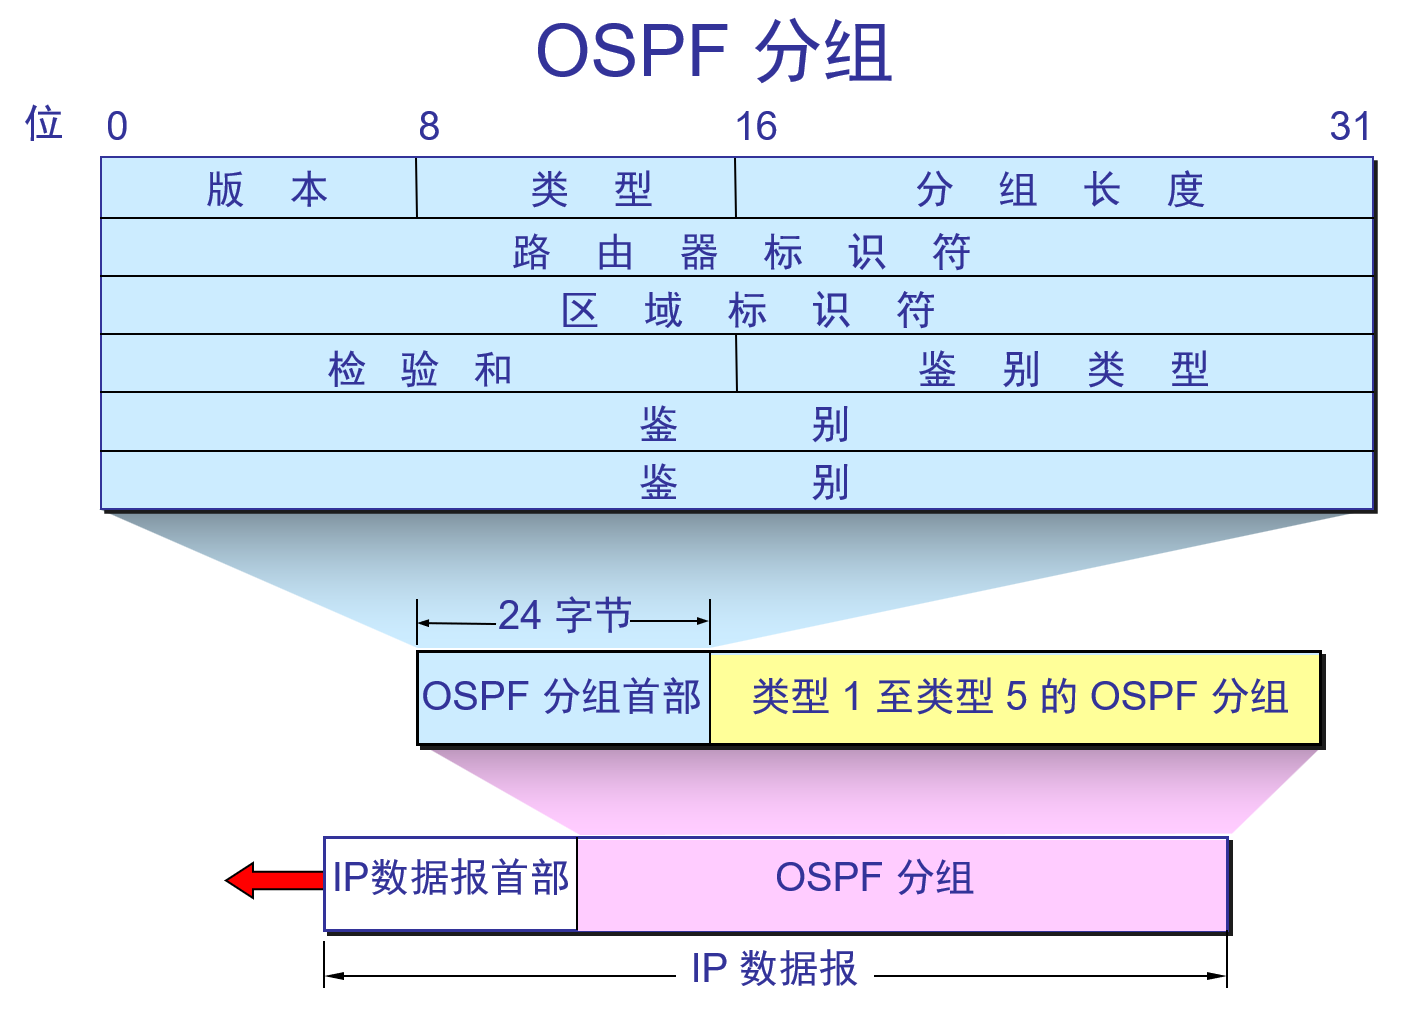 OSPF 分组
位 0 8 16 31
版 本 类 型 分 组 长 度
路 由 器 标 识 符
区 域 标 识 符
检 验 和 鉴 别 类 型
鉴 别
鉴 别
24 字节
OSPF 分组首部 类型 1 至类型 5 的 OSPF 分组
IP数据报首部 OSPF 分组
IP 数据报